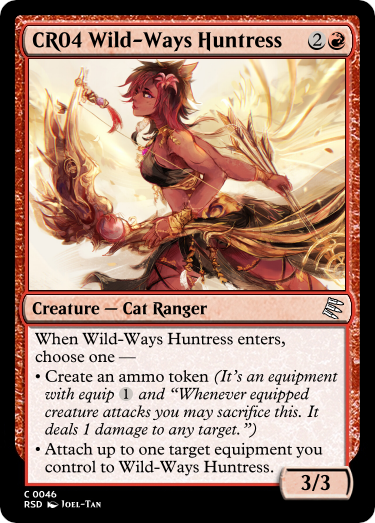 CR04 Wild-Ways Huntress 2
Creature — Cat Ranger
When Wild-Ways Huntress enters,
choose one —
• Create an ammo token (It's an equipment
with equip 1 and “Whenever equipped
creature attacks you may sacrifice this. It
deals 1 damage to any target.”)
• Attach up to one target equipment you
control to Wild-Ways Huntress.
3/3
C 0046
RSD Joel-Tan